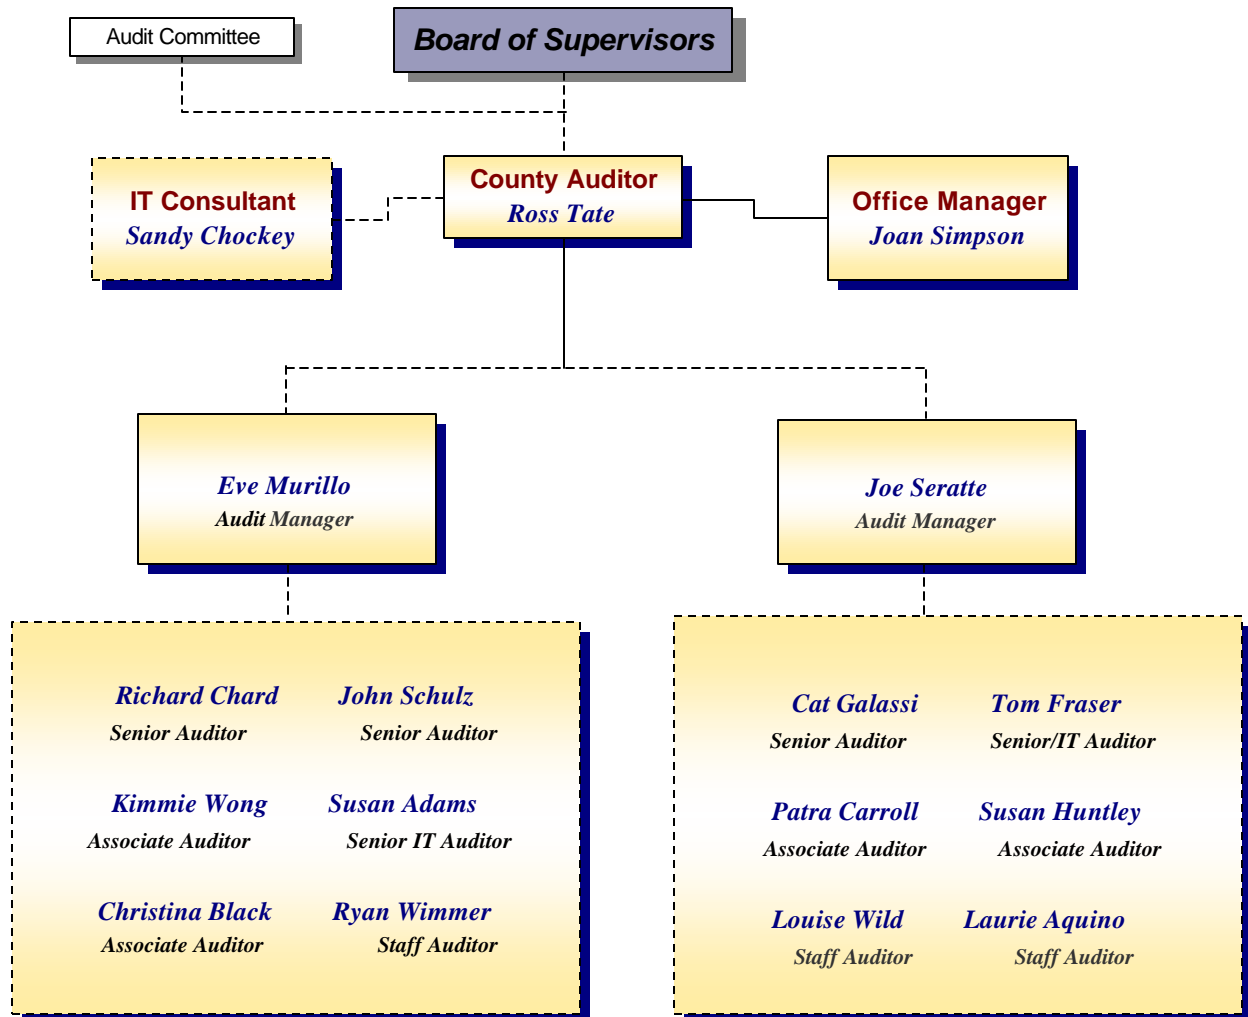 Audit Committee
Board of Supervisors
IT Consultant
Sandy Chockey
County Auditor
Ross Tate
Office Manager
Joan Simpson
Eve Murillo
Audit Manager
Joe Seratte
Audit Manager
Richard Chard John Schulz
Senior Auditor Senior Auditor
Kimmie Wong Susan Adams
Associate Auditor Senior IT Auditor
Christina Black Ryan Wimmer
Associate Auditor Staff Auditor
Cat Galassi Tom Fraser
Senior Auditor Senior/IT Auditor
Patra Carroll Susan Huntley
Associate Auditor Associate Auditor
Louise Wild Laurie Aquino
Staff Auditor Staff Auditor